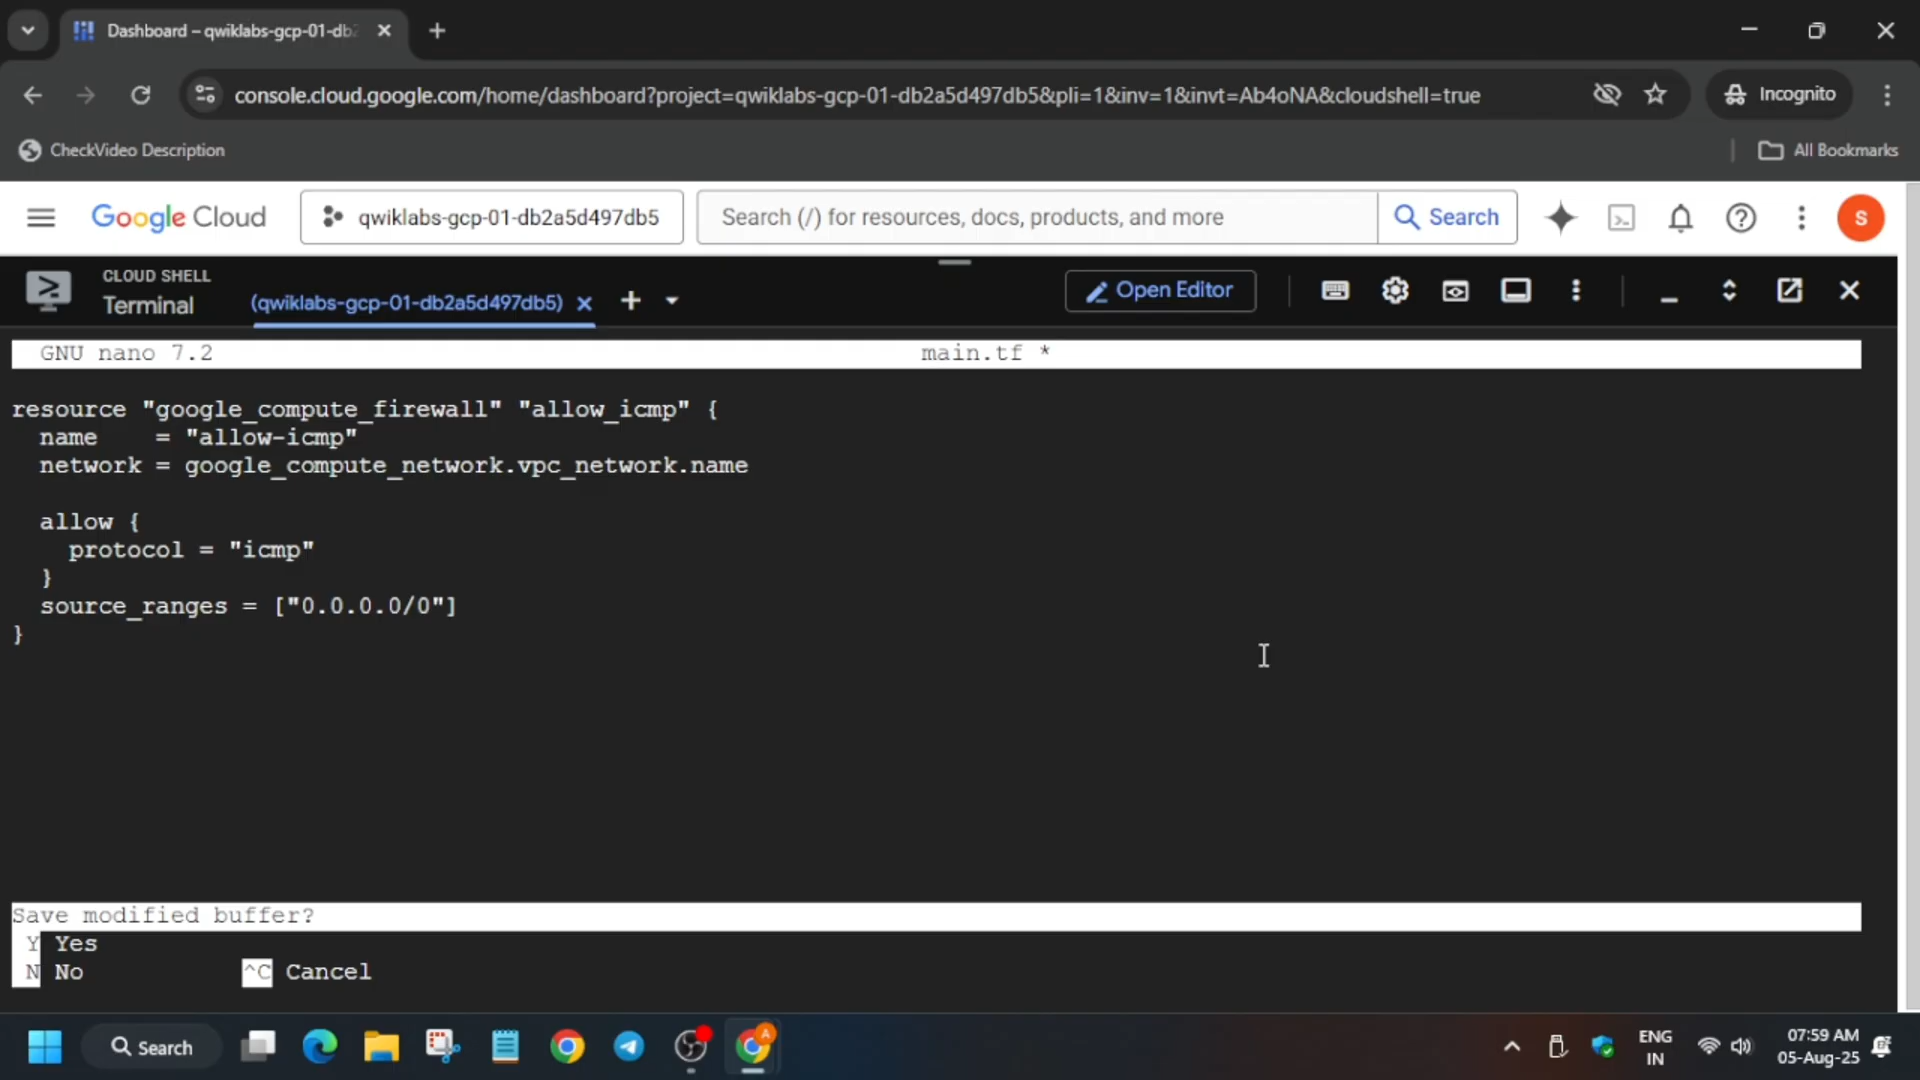 Dashboard – qwiklabs-gcp-01-db2
console.cloud.google.com/home/dashboard?project=qwiklabs-gcp-01-db2a5d497db5&pli=1&inv=1&invt=Ab4oNA&cloudshell=true
Incognito
CheckVideo Description
All Bookmarks
Google Cloud
qwiklabs-gcp-01-db2a5d497db5
Search (/) for resources, docs, products, and more
Search
S
CLOUD SHELL
Terminal
(qwiklabs-gcp-01-db2a5d497db5)
Open Editor
GNU nano 7.2 main.tf *
resource "google_compute_firewall" "allow_icmp" {
name = "allow-icmp"
network = google_compute_network.vpc_network.name
allow {
protocol = "icmp"
}
source_ranges = ["0.0.0.0/0"]
}
Save modified buffer?
Y Yes
N No ^C Cancel
Search
A
ENG
IN
07:59 AM
05-Aug-25